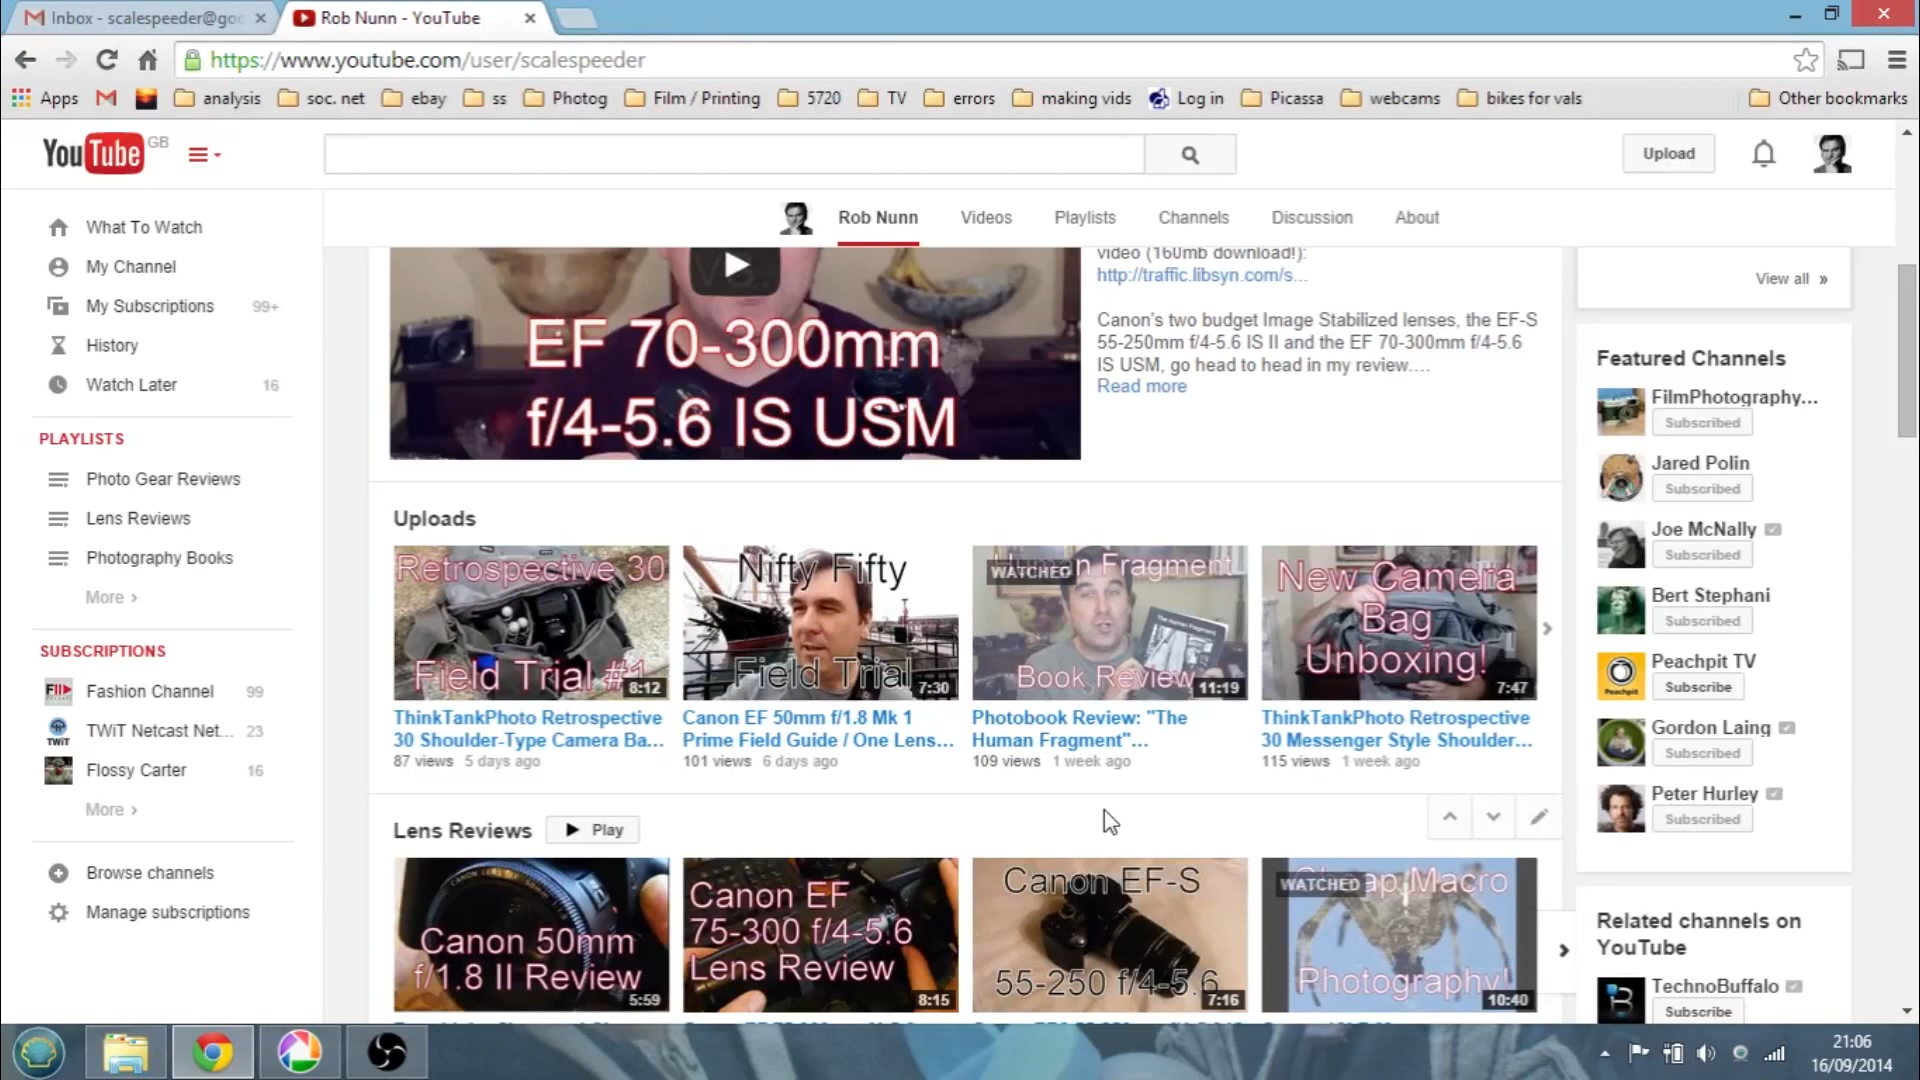 Inbox - scalespeeder@goo
Rob Nunn - YouTube
https://www.youtube.com/user/scalespeeder
Apps
analysis
soc. net
ebay
ss
Photog
Film / Printing
5720
TV
errors
making vids
Log in
Picassa
webcams
bikes for vals
Other bookmarks
YouTube GB
Upload
Rob Nunn
Videos
Playlists
Channels
Discussion
About
What To Watch
My Channel
My Subscriptions 99+
History
Watch Later 16
PLAYLISTS
Photo Gear Reviews
Lens Reviews
Photography Books
More ›
SUBSCRIPTIONS
Fashion Channel 99
TWiT Netcast Net... 23
Flossy Carter 16
More ›
Browse channels
Manage subscriptions
EF 70-300mm
f/4-5.6 IS USM
video (160mb download!):
http://traffic.libsyn.com/s...
Canon's two budget Image Stabilized lenses, the EF-S
55-250mm f/4-5.6 IS II and the EF 70-300mm f/4-5.6
IS USM, go head to head in my review....
Read more
Uploads
Retrospective 30
Field Trial #1
8:12
ThinkTankPhoto Retrospective
30 Shoulder-Type Camera Ba...
87 views 5 days ago
Nifty Fifty
Field Trial
7:30
Canon EF 50mm f/1.8 Mk 1
Prime Field Guide / One Lens...
101 views 6 days ago
WATCHED
Human Fragment
The Human Fragment
Book Review
11:19
Photobook Review: "The
Human Fragment"...
109 views 1 week ago
New Camera
Bag
Unboxing!
7:47
ThinkTankPhoto Retrospective
30 Messenger Style Shoulder...
115 views 1 week ago
Lens Reviews
Play
Canon 50mm
f/1.8 II Review
5:59
Canon EF
75-300 f/4-5.6
Lens Review
8:15
Canon EF-S
55-250 f/4-5.6
7:16
WATCHED
Cheap Macro
Photography!
10:40
View all »
Featured Channels
FilmPhotography...
Subscribed
Jared Polin
Subscribed
Joe McNally
Subscribed
Bert Stephani
Subscribed
Peachpit
Peachpit TV
Subscribe
Gordon Laing
Subscribed
Peter Hurley
Subscribed
Related channels on
YouTube
TechnoBuffalo
Subscribe
21:06
16/09/2014